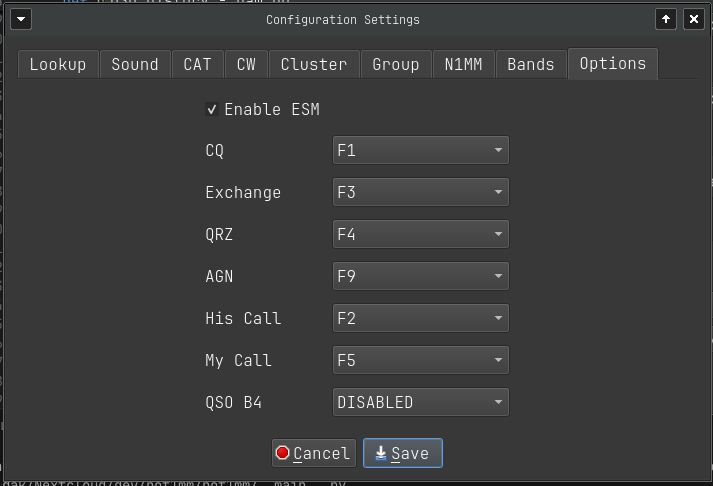 Configuration Settings
Lookup Sound CAT CW Cluster Group N1MM Bands Options
Enable ESM
CQ F1
Exchange F3
QRZ F4
AGN F9
His Call F2
My Call F5
QSO B4 DISABLED
Cancel Save